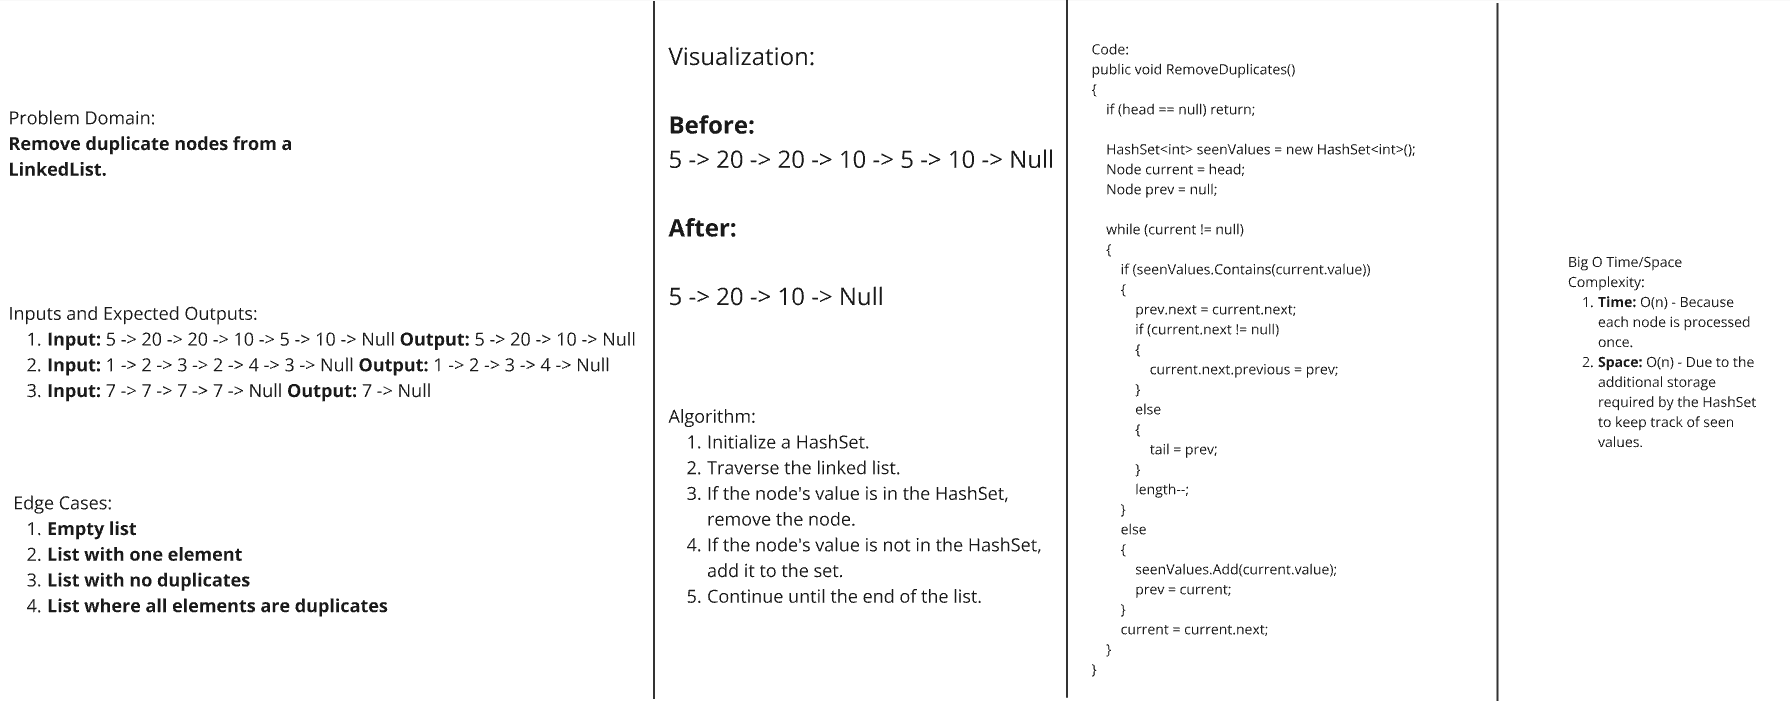 Problem Domain:
Remove duplicate nodes from a
LinkedList.
Inputs and Expected Outputs:
1. Input: 5 -> 20 -> 20 -> 10 -> 5 -> 10 -> Null Output: 5 -> 20 -> 10 -> Null
2. Input: 1 -> 2 -> 3 -> 2 -> 4 -> 3 -> Null Output: 1 -> 2 -> 3 -> 4 -> Null
3. Input: 7 -> 7 -> 7 -> 7 -> Null Output: 7 -> Null
Edge Cases:
1. Empty list
2. List with one element
3. List with no duplicates
4. List where all elements are duplicates
Visualization:
Before:
5 -> 20 -> 20 -> 10 -> 5 -> 10 -> Null
After:
5 -> 20 -> 10 -> Null
Algorithm:
1. Initialize a HashSet.
2. Traverse the linked list.
3. If the node's value is in the HashSet,
remove the node.
4. If the node's value is not in the HashSet,
add it to the set.
5. Continue until the end of the list.
Code:
public void RemoveDuplicates()
{
if (head == null) return;
HashSet<int> seenValues = new HashSet<int>();
Node current = head;
Node prev = null;
while (current != null)
{
if (seenValues.Contains(current.value))
{
prev.next = current.next;
if (current.next != null)
{
current.next.previous = prev;
}
else
{
tail = prev;
}
length--;
}
else
{
seenValues.Add(current.value);
prev = current;
}
current = current.next;
}
}
Big O Time/Space
Complexity:
1. Time: O(n) - Because
each node is processed
once.
2. Space: O(n) - Due to the
additional storage
required by the HashSet
to keep track of seen
values.